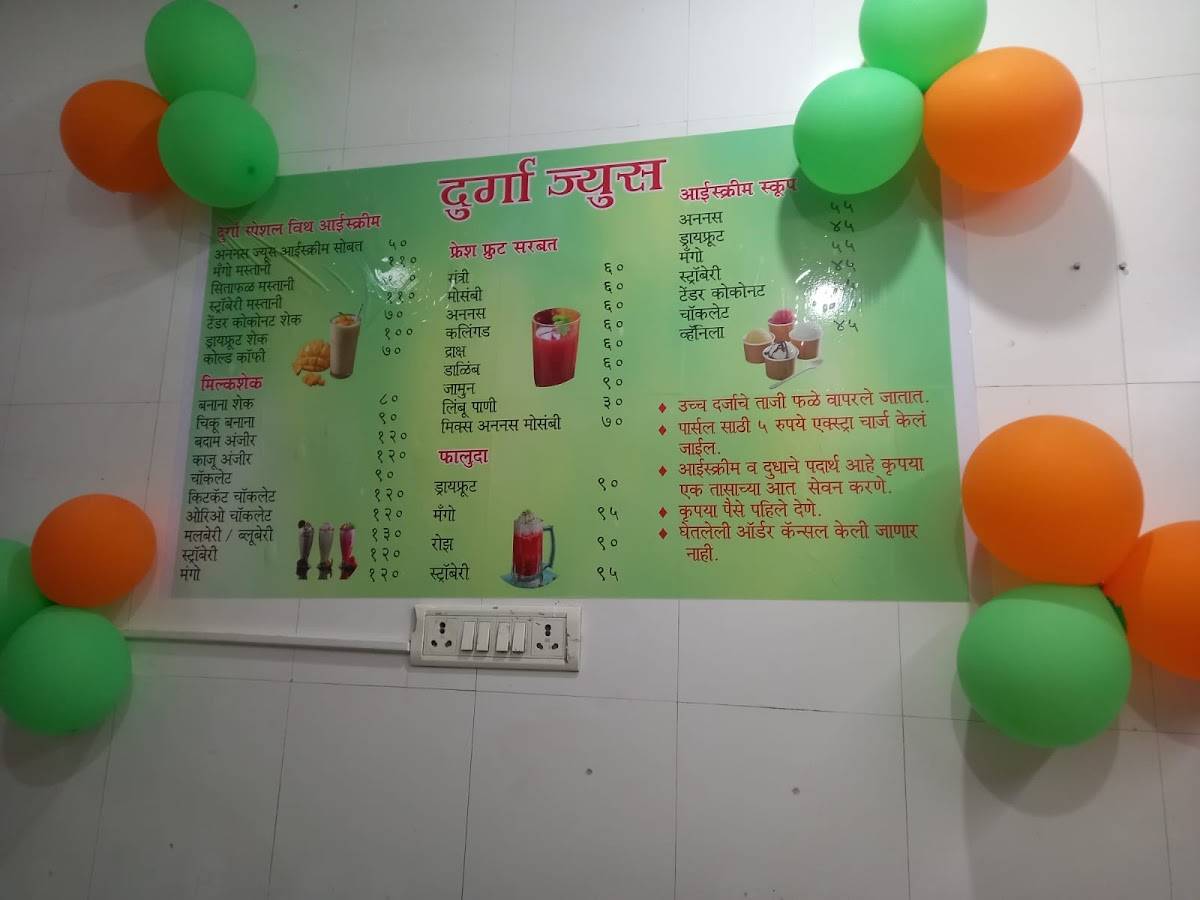 दुर्गा ज्युस
दुर्गा स्पेशल विथ आईस्क्रीम
अननस ज्यूस आईस्क्रीम सोबत ५०
मँगो मस्तानी ११०
सिताफळ मस्तानी
स्ट्रॉबेरी मस्तानी ११०
टेंडर कोकोनट शेक ७०
ड्रायफ्रूट शेक १००
कोल्ड कॉफी ७०
मिल्कशेक
बनाना शेक ८०
चिकू बनाना ९०
बदाम अंजीर १२०
काजू अंजीर १२०
चॉकलेट ९०
किटकॅट चॉकलेट १२०
ओरिओ चॉकलेट १२०
मलबेरी / ब्लूबेरी १३०
स्ट्रॉबेरी १२०
मंगो १२०
फ्रेश फ्रुट सरबत
संत्री ६०
मोसंबी ६०
अननस ६०
कलिंगड ६०
द्राक्ष ६०
डाळिंब ६०
जामुन ९०
लिंबू पाणी ३०
मिक्स अननस मोसंबी ७०
फालुदा
ड्रायफ्रूट ९०
मँगो ९५
रोझ ९०
स्ट्रॉबेरी ९५
आईस्क्रीम स्कूप
अननस ५५
ड्रायफ्रूट ४५
मँगो ५५
स्ट्रॉबेरी ४५
टेंडर कोकोनट
चॉकलेट
व्हॅनिला ४५
उच्च दर्जाचे ताजी फळे वापरले जातात.
पार्सल साठी ५ रुपये एक्स्ट्रा चार्ज केलं
जाईल.
आईस्क्रीम व दुधाचे पदार्थ आहे कृपया
एक तासाच्या आत सेवन करणे.
कृपया पैसे पहिले देणे.
घेतलेली ऑर्डर कॅन्सल केली जाणार
नाही.